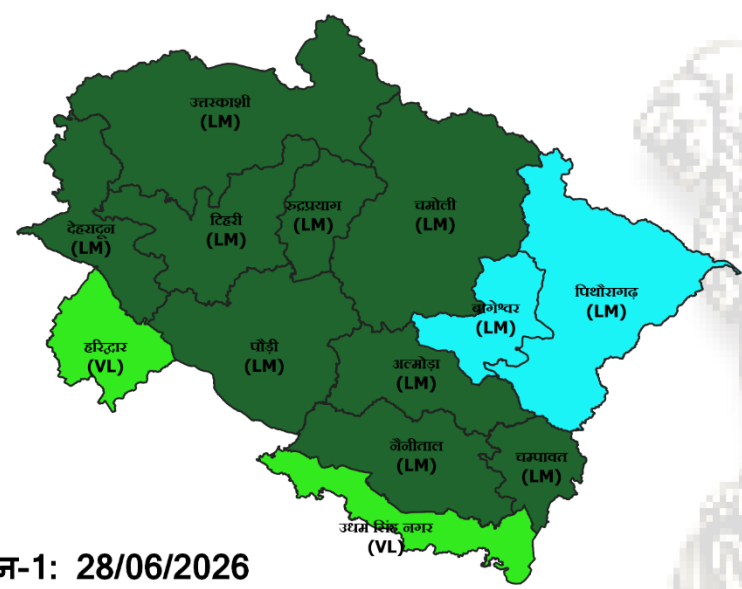 उत्तरकाशी
(LM)
देहरादून
(LM)
टिहरी
(LM)
रुद्रप्रयाग
(LM)
चमोली
(LM)
पिथौरागढ़
(LM)
बागेश्वर
(LM)
हरिद्वार
(VL)
पौड़ी
(LM)
अल्मोड़ा
(LM)
नैनीताल
(LM)
चम्पावत
(LM)
उधम सिंह नगर
(VL)
न-1: 28/06/2026